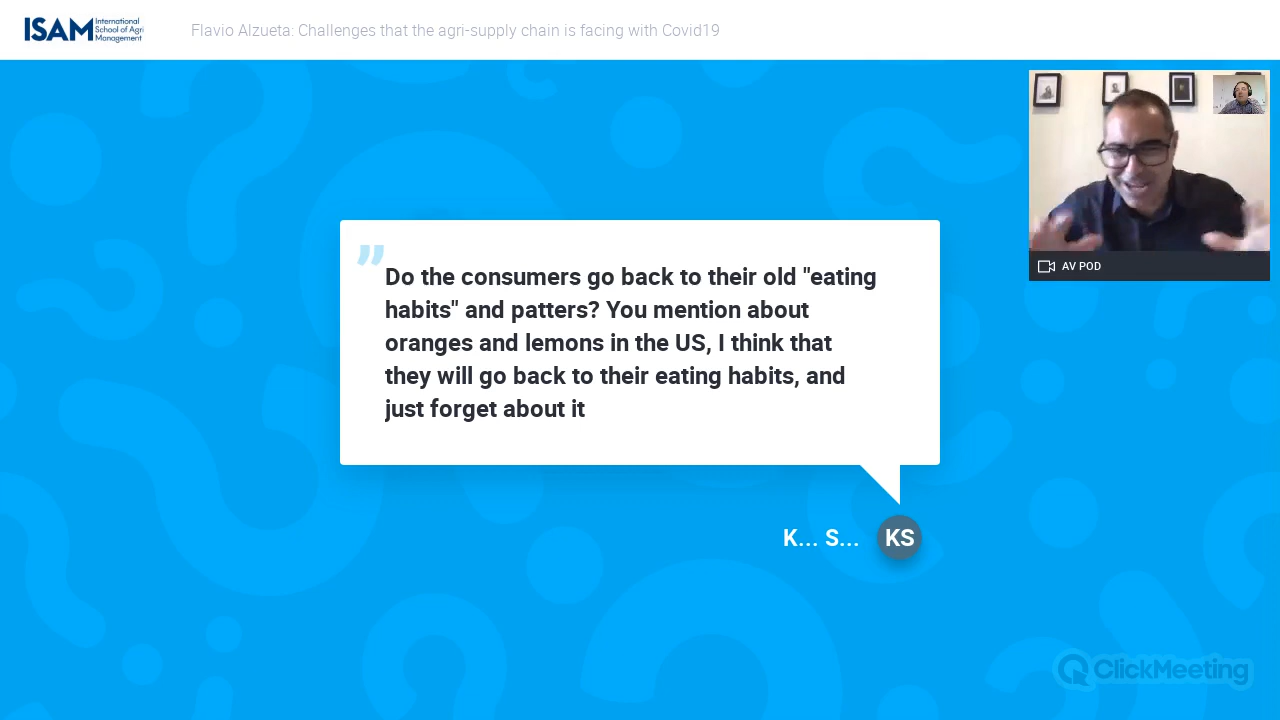 ISAM International School of Agri Management
Flavio Alzueta: Challenges that the agri-supply chain is facing with Covid19
AV POD
Do the consumers go back to their old "eating
habits" and patters? You mention about
oranges and lemons in the US, I think that
they will go back to their eating habits, and
just forget about it
K... S...
KS
ClickMeeting